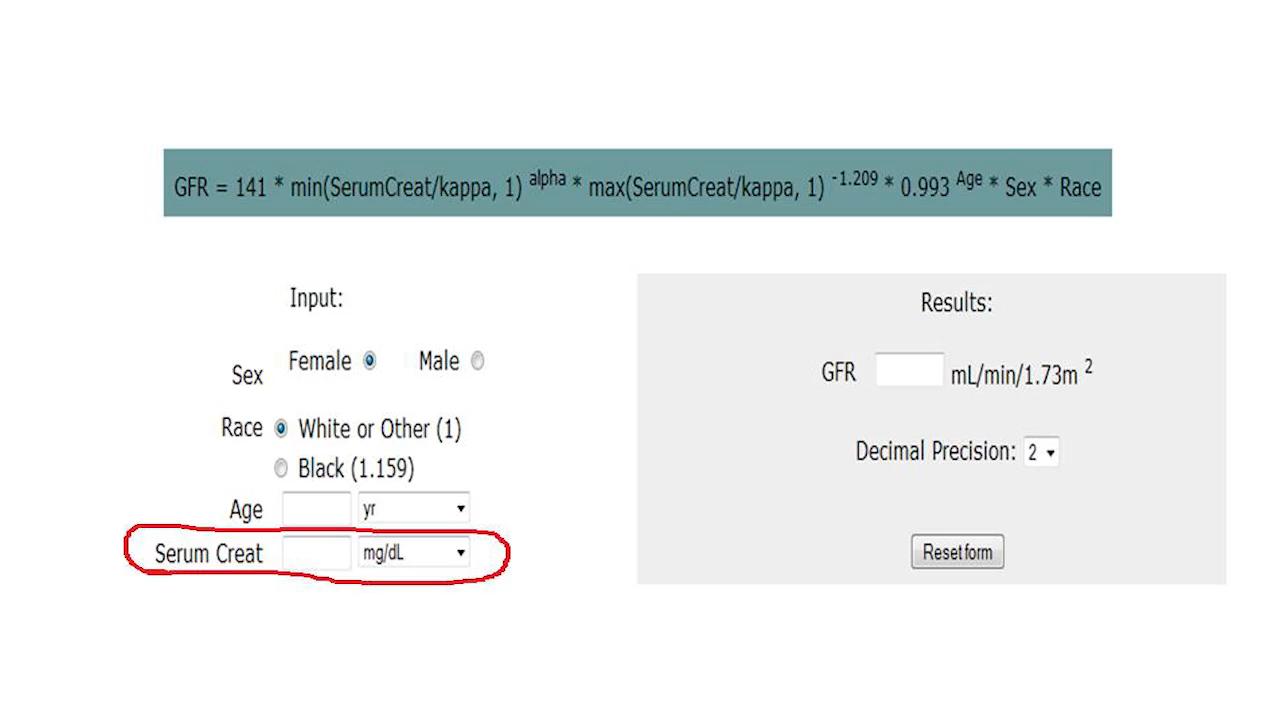 GFR = 141 * min(SerumCreat/kappa, 1) alpha * max(SerumCreat/kappa, 1) -1.209 * 0.993 Age * Sex * Race
Input:
Sex Female Male
Race White or Other (1)
Black (1.159)
Age yr
Serum Creat mg/dL
Results:
GFR mL/min/1.73m 2
Decimal Precision: 2
Reset form